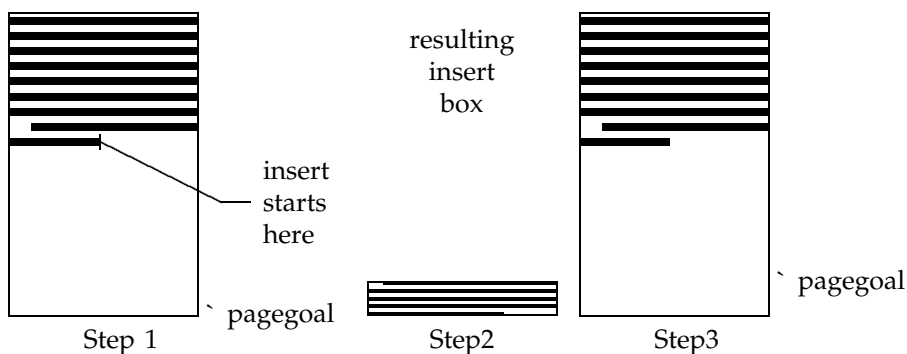 resulting
insert
box
insert
starts
here
` pagegoal
` pagegoal
Step 1
Step2
Step3